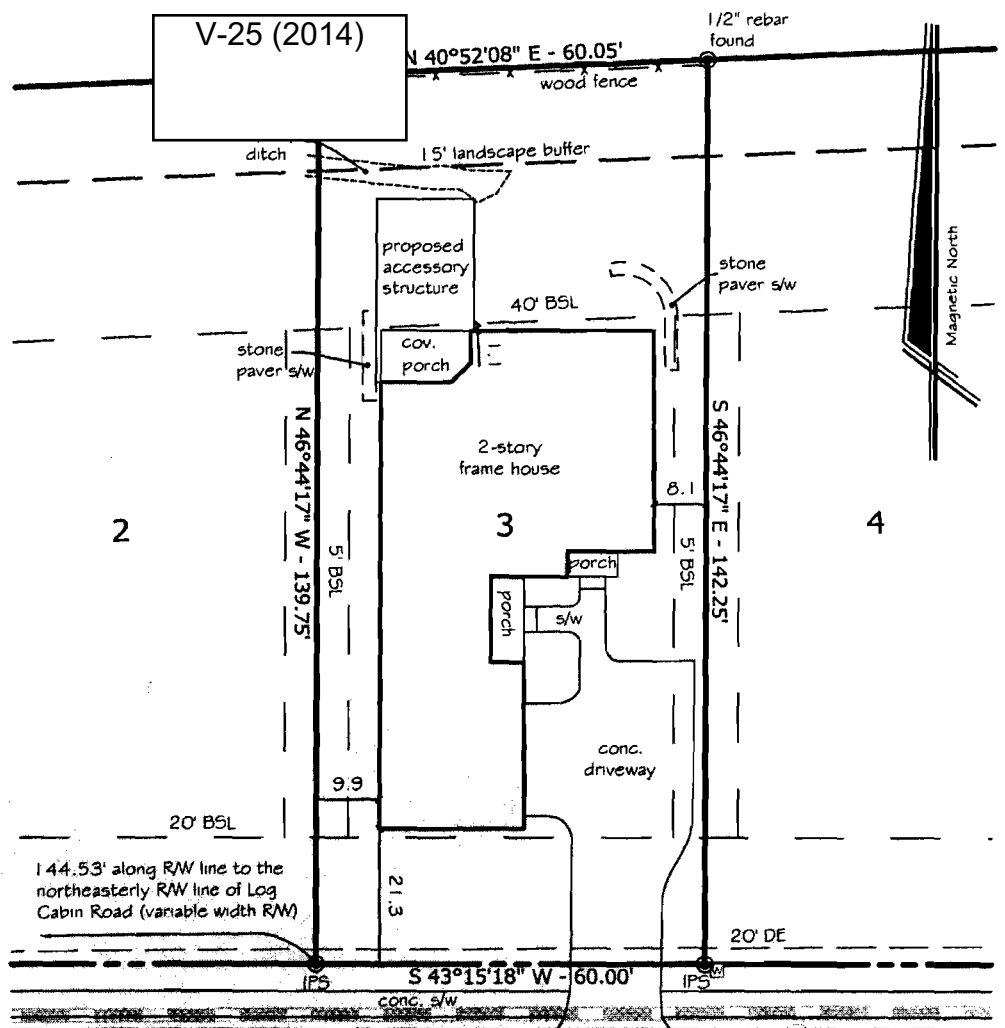 V-25 (2014)
1/2" rebar
found
N 40°52'08" E - 60.05'
wood fence
ditch
15' landscape buffer
proposed
accessory
structure
stone
paver s/w
Magnetic North
40' BSL
cov.
porch
stone
paver s/w
N 46°44'17" W - 139.75'
S 46°44'17" E - 142.25'
2-story
frame house
8.1
2
3
4
5' BSL
5' BSL
porch
porch
s/w
conc.
driveway
9.9
20' BSL
144.53' along R/W line to the
northeasterly R/W line of Log
Cabin Road (variable width R/W)
21.3
20' DE
S 43°15'18" W - 60.00'
IPS
IPS
W
conc. s/w